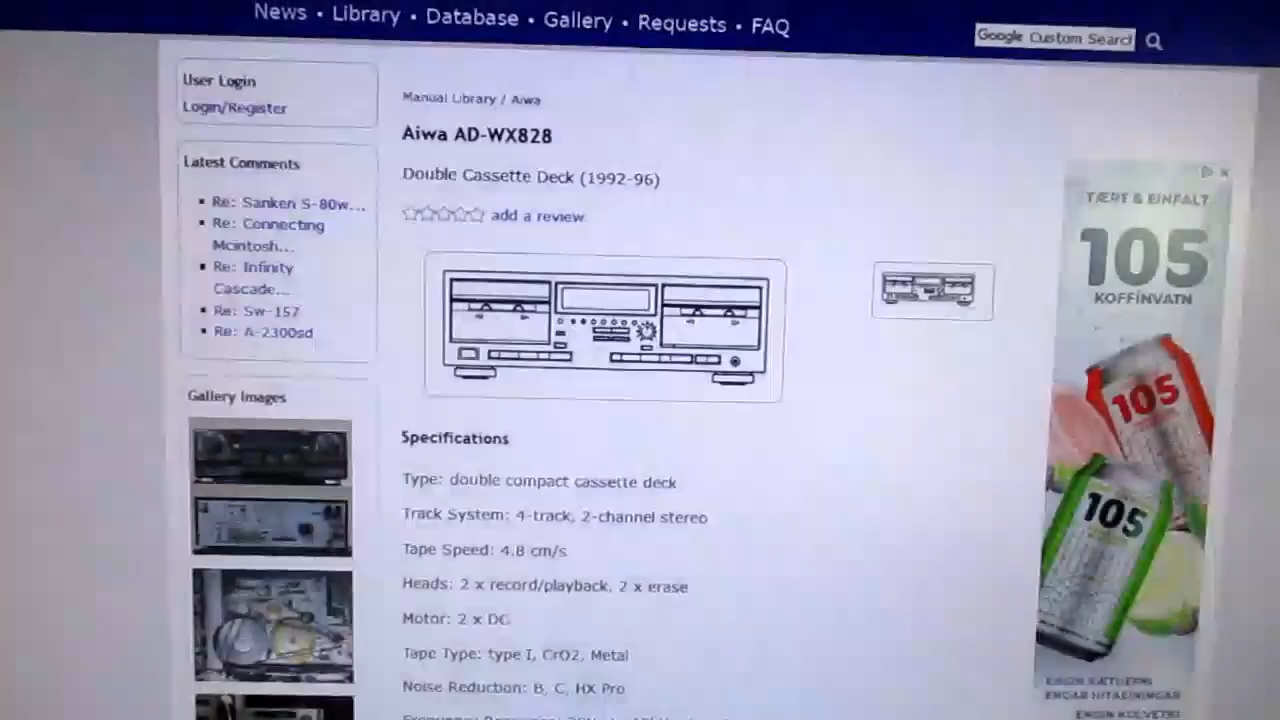 News • Library • Database • Gallery • Requests • FAQ
Google Custom Search
User Login
Login/Register
Latest Comments
Re: Sanken S-80w...
Re: Connecting
Mcintosh...
Re: Infinity
Cascade...
Re: Sw-157
Re: A-2300sd
Gallery Images
Manual Library / Aiwa
Aiwa AD-WX828
Double Cassette Deck (1992-96)
add a review
Specifications
Type: double compact cassette deck
Track System: 4-track, 2-channel stereo
Tape Speed: 4.8 cm/s
Heads: 2 x record/playback, 2 x erase
Motor: 2 x DC
Tape Type: type I, CrO2, Metal
Noise Reduction: B, C, HX Pro
TÆRT & EINFALT
105
KOFFÍNVATN
105
105